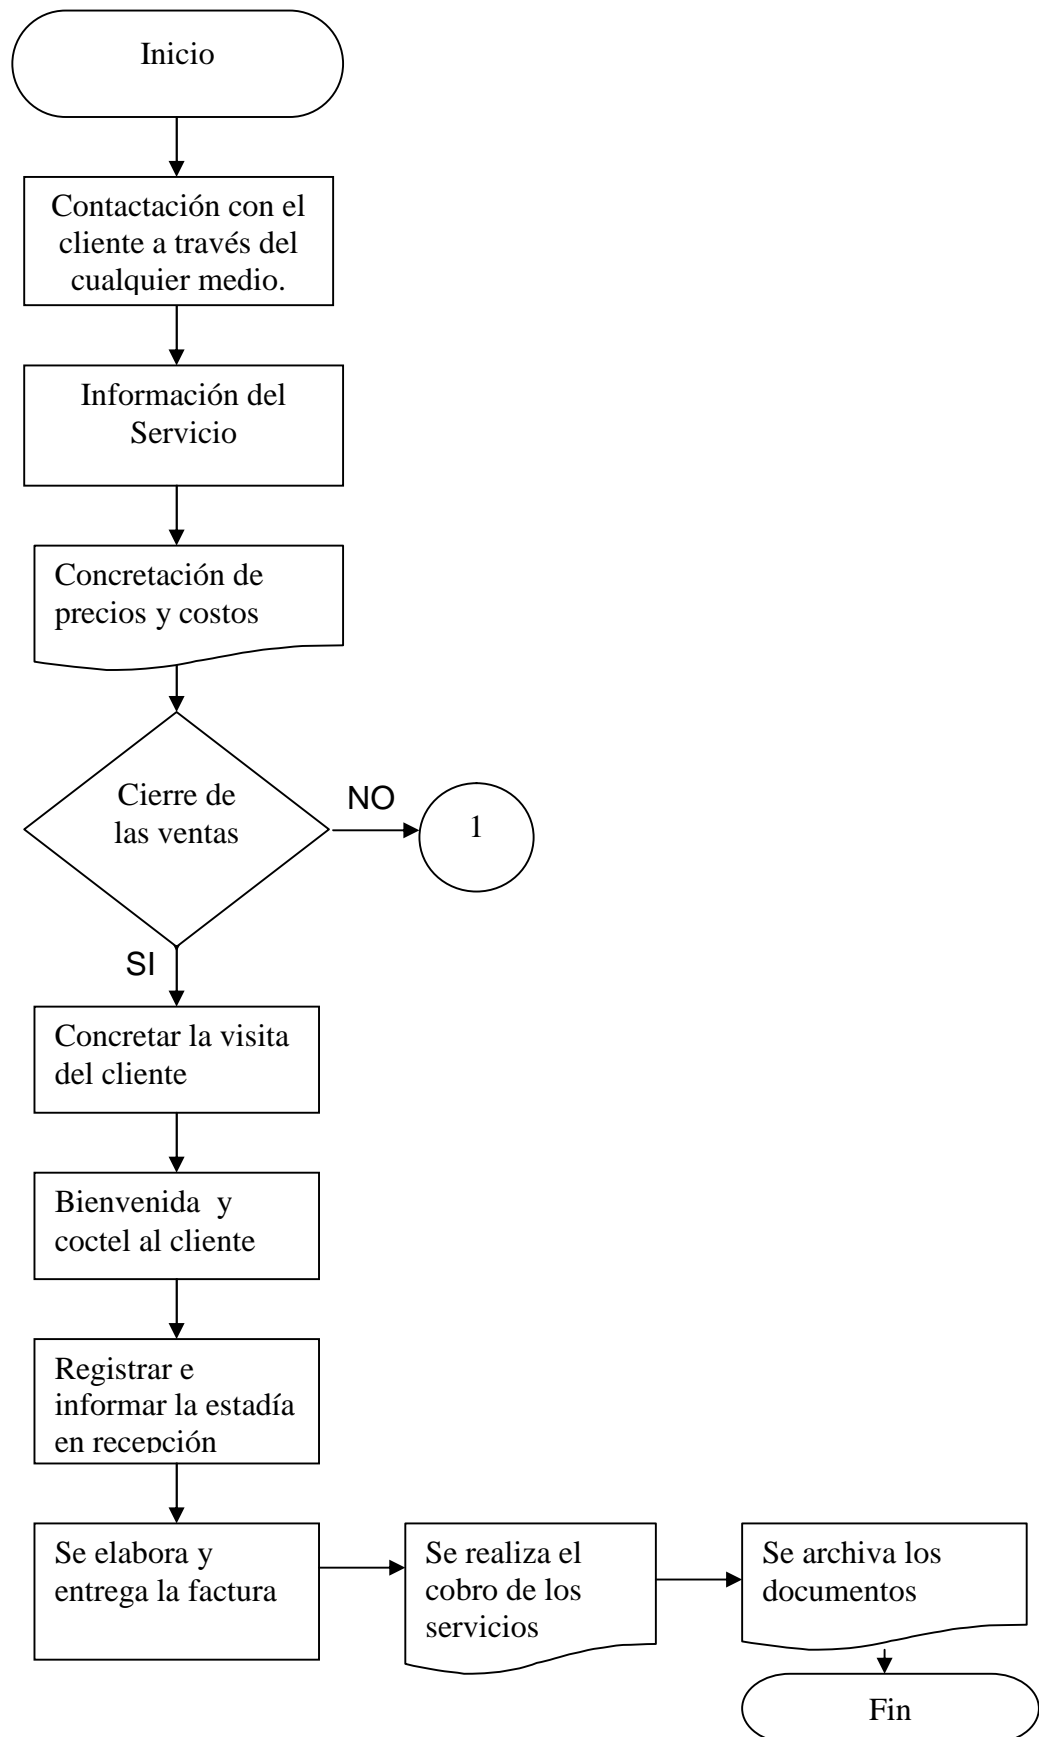 Inicio
Contactación con el
cliente a través del
cualquier medio.
Información del
Servicio
Concretación de
precios y costos
Cierre de
las ventas
NO
1
SI
Concretar la visita
del cliente
Bienvenida y
coctel al cliente
Registrar e
informar la estadía
en recepción
Se elabora y
entrega la factura
Se realiza el
cobro de los
servicios
Se archiva los
documentos
Fin